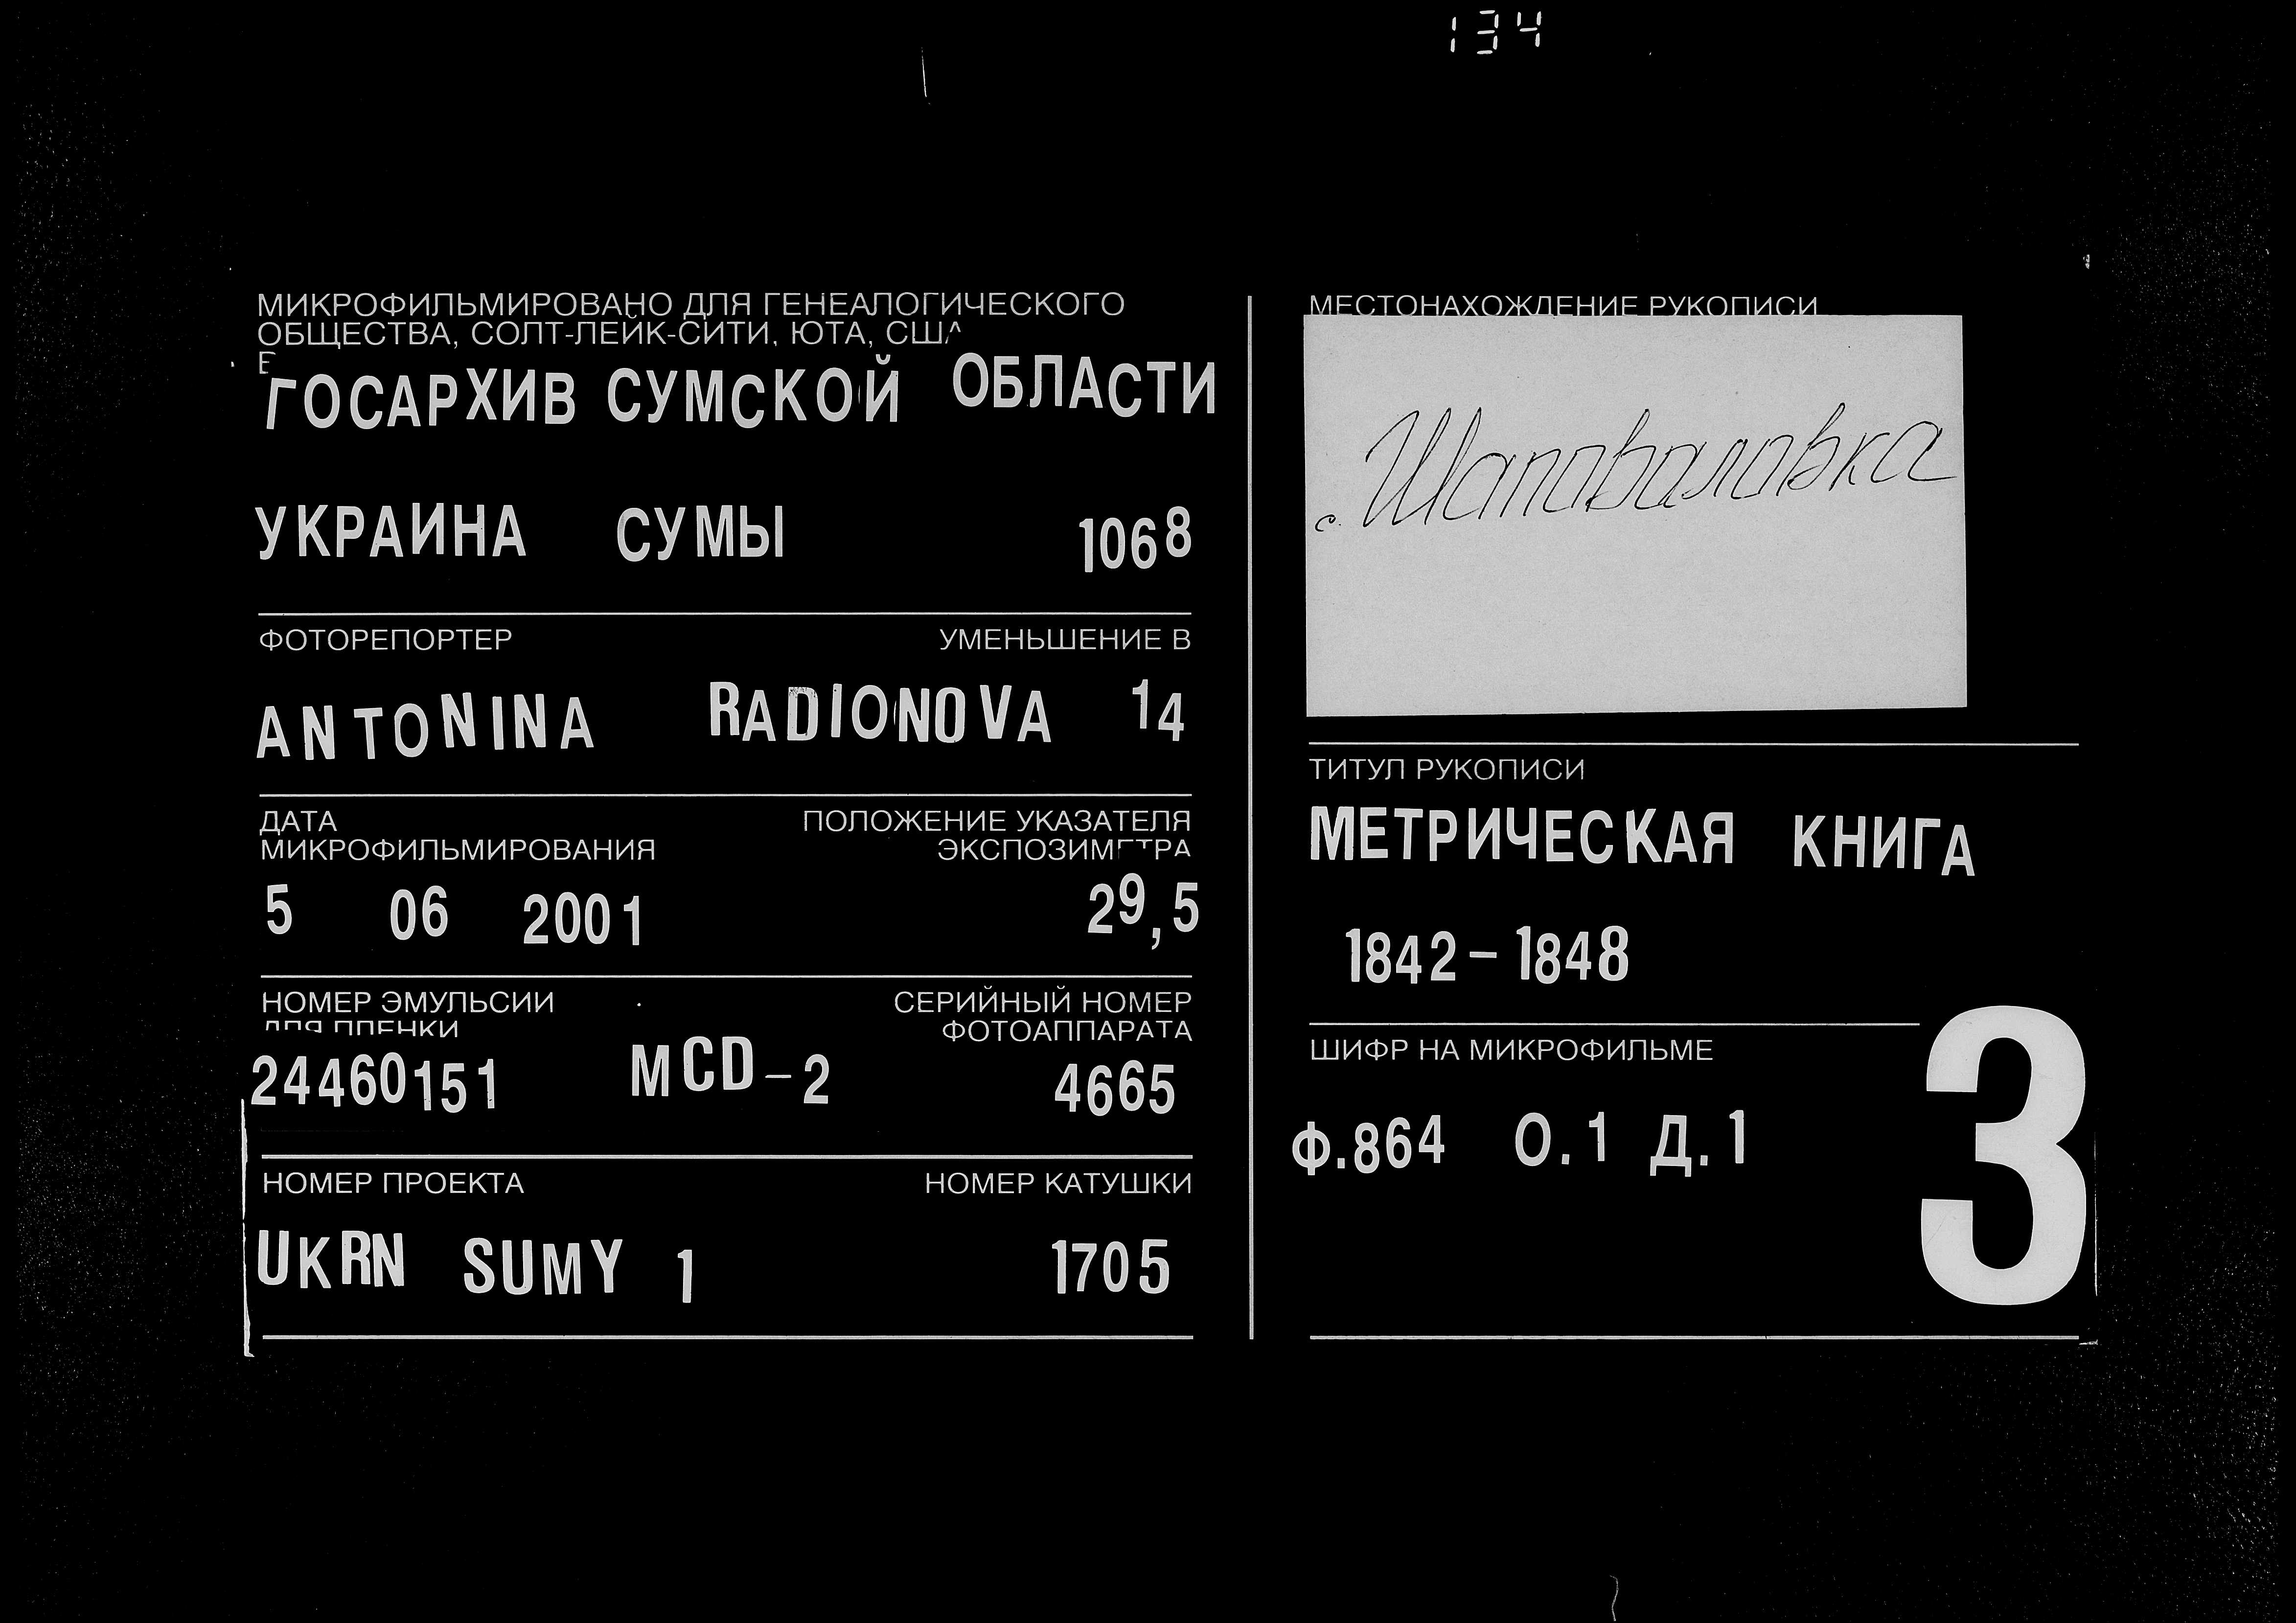 134
МИКРОФИЛЬМИРОВАНО ДЛЯ ГЕНЕАЛОГИЧЕСКОГО
ОБЩЕСТВА, СОЛТ-ЛЕЙК-СИТИ, ЮТА, США
В
ГОСАРХИВ СУМСКОЙ ОБЛАСТИ
УКРАИНА СУМЫ 1068
ФОТОРЕПОРТЕР УМЕНЬШЕНИЕ В
ANTONINA RADIONOVA 14
ДАТА ПОЛОЖЕНИЕ УКАЗАТЕЛЯ
МИКРОФИЛЬМИРОВАНИЯ ЭКСПОЗИМЕТРА
5 06 2001 29,5
НОМЕР ЭМУЛЬСИИ СЕРИЙНЫЙ НОМЕР
ДЛЯ ПЛЕНКИ ФОТОАППАРАТА
24460151 MCD-2 4665
НОМЕР ПРОЕКТА НОМЕР КАТУШКИ
UKRN SUMY 1 1705
МЕСТОНАХОЖДЕНИЕ РУКОПИСИ
с. Шаповаловка
ТИТУЛ РУКОПИСИ
МЕТРИЧЕСКАЯ КНИГА
1842-1848
ШИФР НА МИКРОФИЛЬМЕ
Ф.864 О.1 Д.1
3